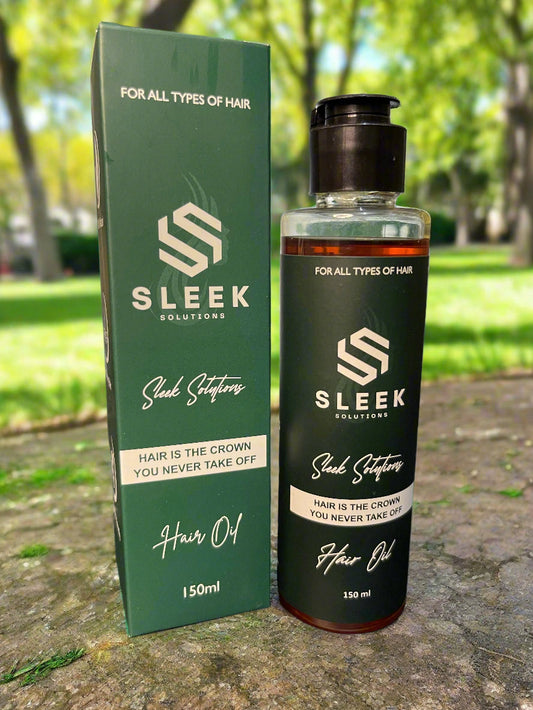 FOR ALL TYPES OF HAIR
SLEEK
SOLUTIONS
Sleek Solutions
HAIR IS THE CROWN
YOU NEVER TAKE OFF
Hair Oil
150ml
FOR ALL TYPES OF HAIR
SLEEK
SOLUTIONS
Sleek Solutions
HAIR IS THE CROWN
YOU NEVER TAKE OFF
Hair Oil
150 ml